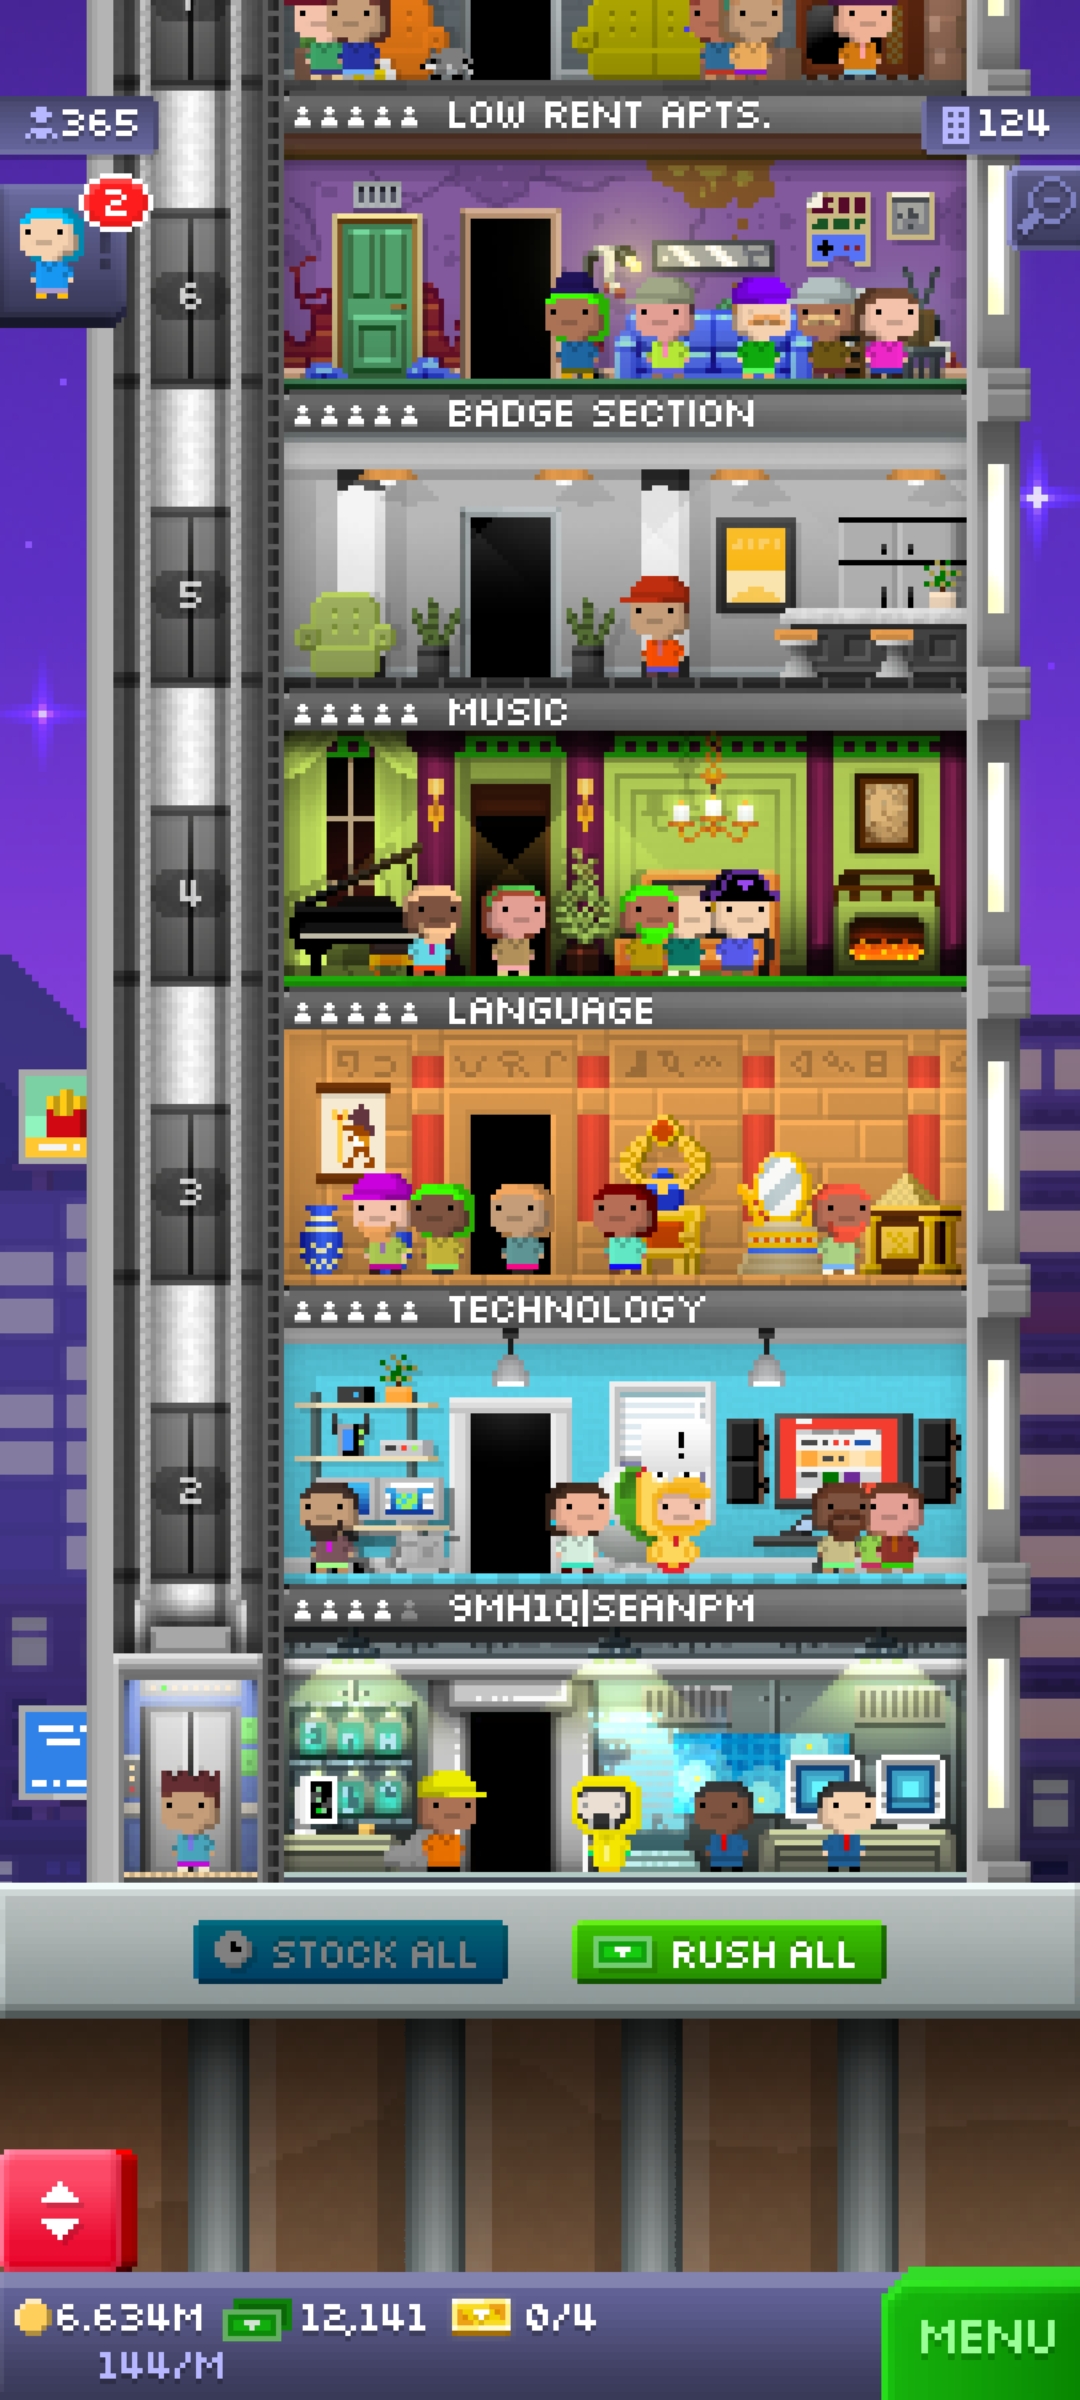 LOW RENT APTS.
365
124
2
6
BADGE SECTION
5
MUSIC
4
LANGUAGE
3
TECHNOLOGY
!
2
9MH1Q|SEANPM
STOCK ALL
RUSH ALL
6.634M
12,141
0/4
144/M
MENU